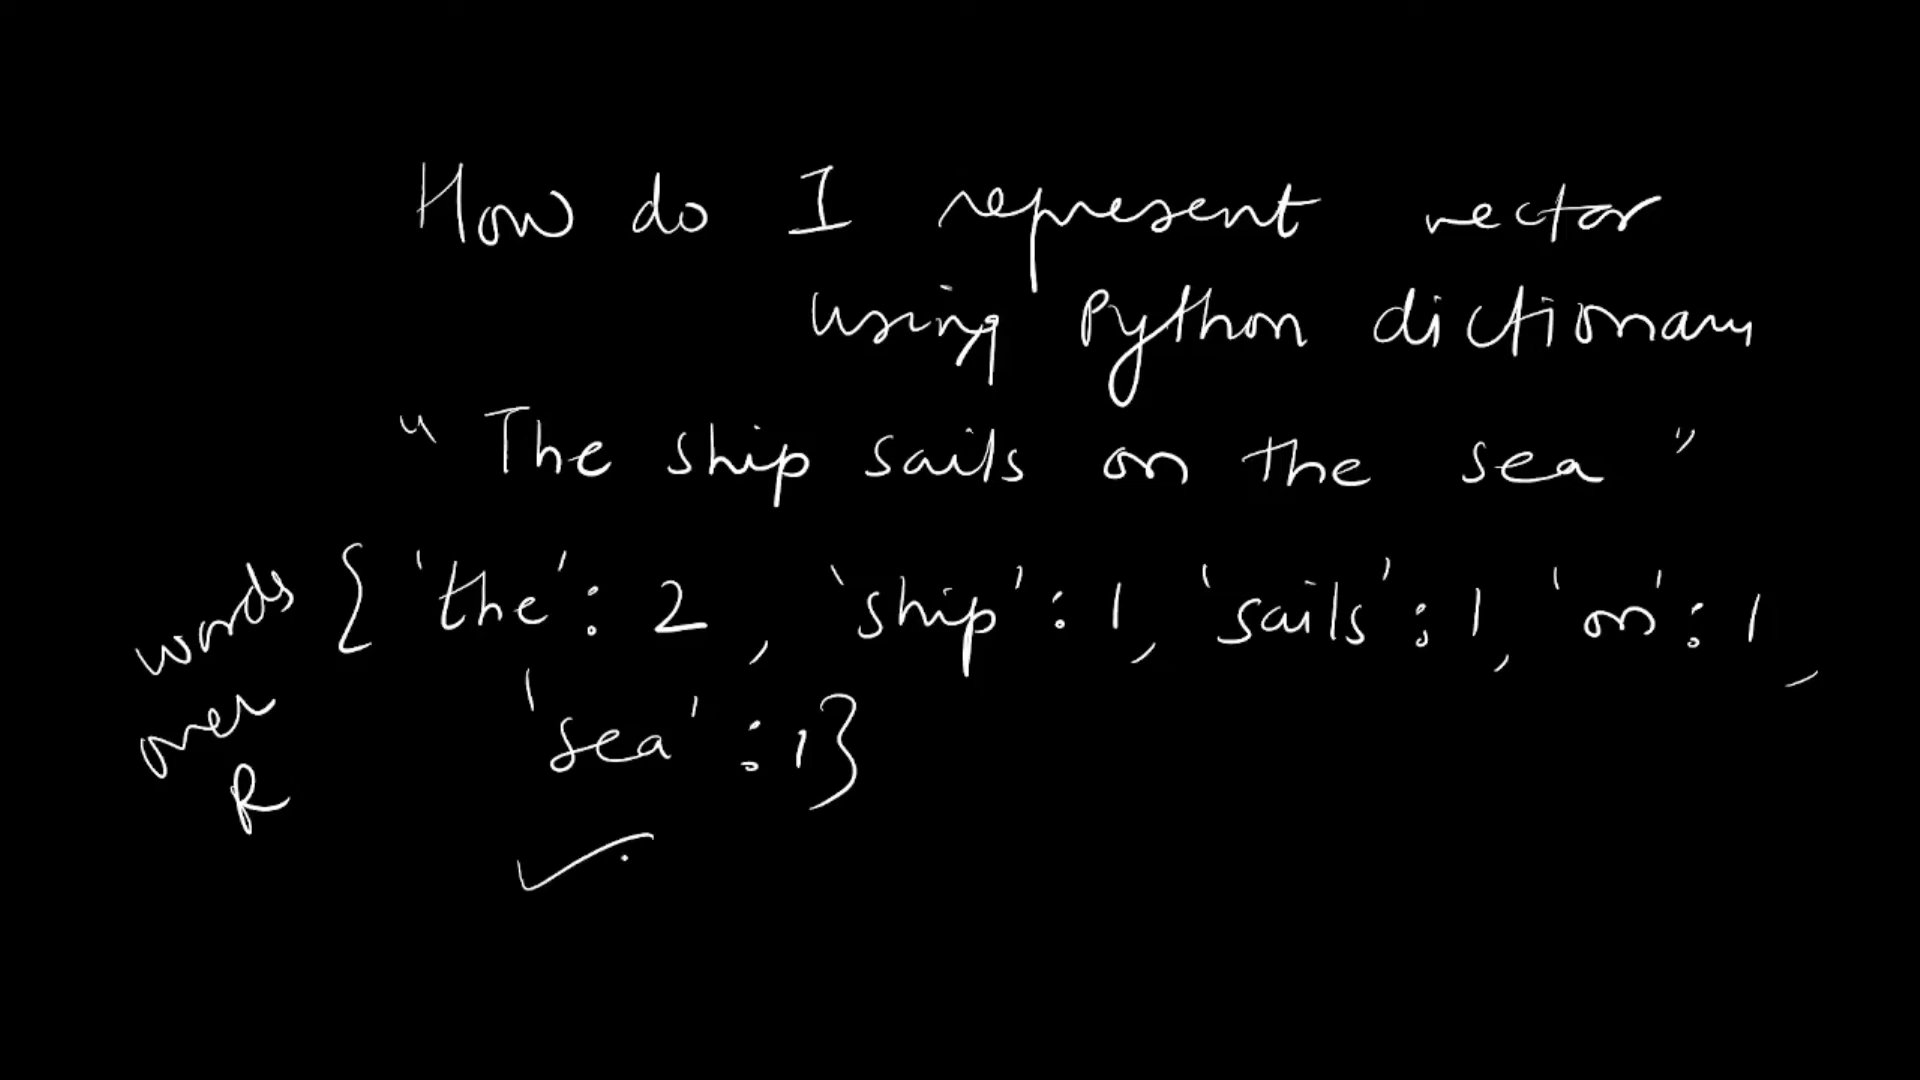 How do I represent vector
using Python dictionary
"The ship sails on the sea"
words over R
{'the': 2, 'ship': 1, 'sails': 1, 'on': 1,
'sea': 1}